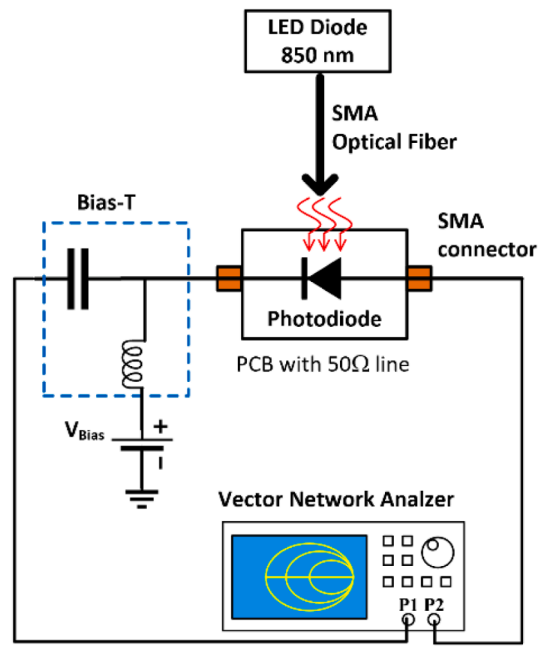 LED Diode
850 nm
SMA
Optical Fiber
Bias-T
SMA
connector
Photodiode
PCB with 50Ω line
VBias
+
−
Vector Network Analzer
P1 P2